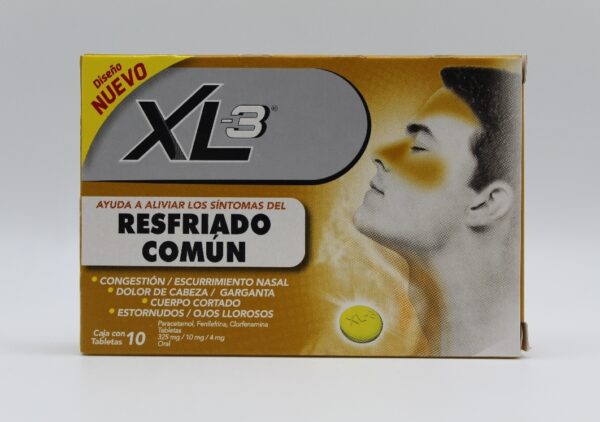 Diseño
NUEVO
XL-3®
AYUDA A ALIVIAR LOS SÍNTOMAS DEL
RESFRIADO
COMÚN
• CONGESTIÓN / ESCURRIMIENTO NASAL
• DOLOR DE CABEZA / GARGANTA
• CUERPO CORTADO
• ESTORNUDOS / OJOS LLOROSOS
Caja con
Tabletas 10
Paracetamol, Fenilefrina, Clorfenamina
Tabletas
325 mg / 10 mg / 4 mg
Oral
XL-3